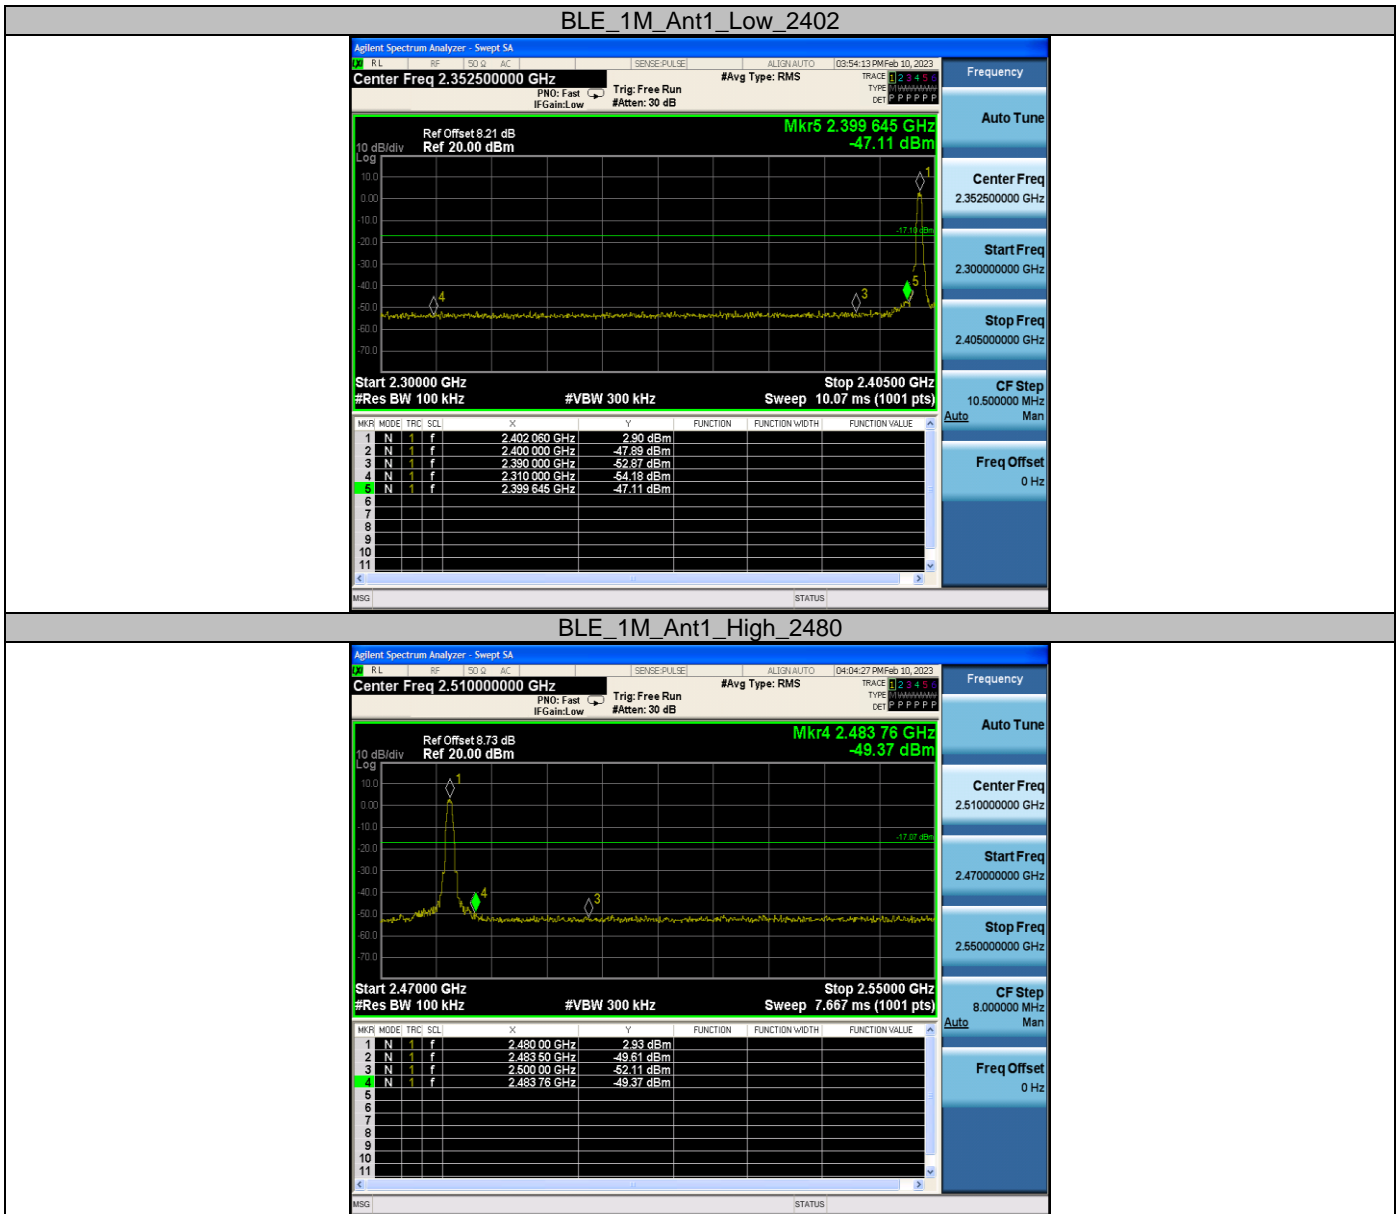 BLE_1M_Ant1_Low_2402
Agilent Spectrum Analyzer - Swept SA
RL RF 50 Ω AC SENSE:PULSE ALIGNAUTO 03:54:13 PM Feb 10, 2023
Center Freq 2.352500000 GHz
PNO: Fast
IFGain:Low
Trig: Free Run
#Atten: 30 dB
#Avg Type: RMS
TRACE 1 2 3 4 5 6
TYPE M
DET P P P P P P
Mkr5 2.399 645 GHz
-47.11 dBm
Ref Offset 8.21 dB
10 dB/div Ref 20.00 dBm
Log
10.0
0.00
-10.0
-20.0
-30.0
-40.0
-50.0
-60.0
-70.0
-17.10 dBm
1
5
3
4
Start 2.30000 GHz Stop 2.40500 GHz
#Res BW 100 kHz #VBW 300 kHz Sweep 10.07 ms (1001 pts)
MKR MODE TRC SCL X Y FUNCTION FUNCTION WIDTH FUNCTION VALUE
1 N 1 f 2.402 060 GHz 2.90 dBm
2 N 1 f 2.400 000 GHz -47.89 dBm
3 N 1 f 2.390 000 GHz -52.87 dBm
4 N 1 f 2.310 000 GHz -54.18 dBm
5 N 1 f 2.399 645 GHz -47.11 dBm
6
7
8
9
10
11
MSG STATUS
Frequency
Auto Tune
Center Freq
2.352500000 GHz
Start Freq
2.300000000 GHz
Stop Freq
2.405000000 GHz
CF Step
10.500000 MHz
Auto Man
Freq Offset
0 Hz
BLE_1M_Ant1_High_2480
Agilent Spectrum Analyzer - Swept SA
RL RF 50 Ω AC SENSE:PULSE ALIGNAUTO 04:04:27 PM Feb 10, 2023
Center Freq 2.510000000 GHz
PNO: Fast
IFGain:Low
Trig: Free Run
#Atten: 30 dB
#Avg Type: RMS
TRACE 1 2 3 4 5 6
TYPE M
DET P P P P P P
Mkr4 2.483 76 GHz
-49.37 dBm
Ref Offset 8.73 dB
10 dB/div Ref 20.00 dBm
Log
10.0
0.00
-10.0
-20.0
-30.0
-40.0
-50.0
-60.0
-70.0
-17.07 dBm
1
4
3
Start 2.47000 GHz Stop 2.55000 GHz
#Res BW 100 kHz #VBW 300 kHz Sweep 7.667 ms (1001 pts)
MKR MODE TRC SCL X Y FUNCTION FUNCTION WIDTH FUNCTION VALUE
1 N 1 f 2.480 00 GHz 2.93 dBm
2 N 1 f 2.483 50 GHz -49.61 dBm
3 N 1 f 2.500 00 GHz -52.11 dBm
4 N 1 f 2.483 76 GHz -49.37 dBm
5
6
7
8
9
10
11
MSG STATUS
Frequency
Auto Tune
Center Freq
2.510000000 GHz
Start Freq
2.470000000 GHz
Stop Freq
2.550000000 GHz
CF Step
8.000000 MHz
Auto Man
Freq Offset
0 Hz